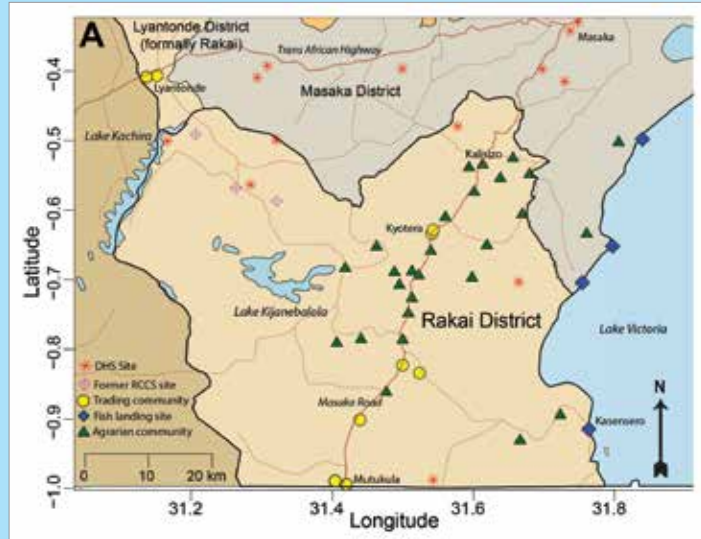 A
Lyantonde District
(formally Rakai)
Trans African Highway
Masaka
Lyantonde
Masaka District
Lake Kachira
Kalisizo
Kyotera
Lake Kijanebalola
Rakai District
Lake Victoria
Masaka Road
Kasensero
Mutukula
DHS Site
Former RCCS site
Trading community
Fish landing site
Agrarian community
0 10 20 km
N
Latitude
−0.4
−0.5
−0.6
−0.7
−0.8
−0.9
−1.0
31.2 31.4 31.6 31.8
Longitude